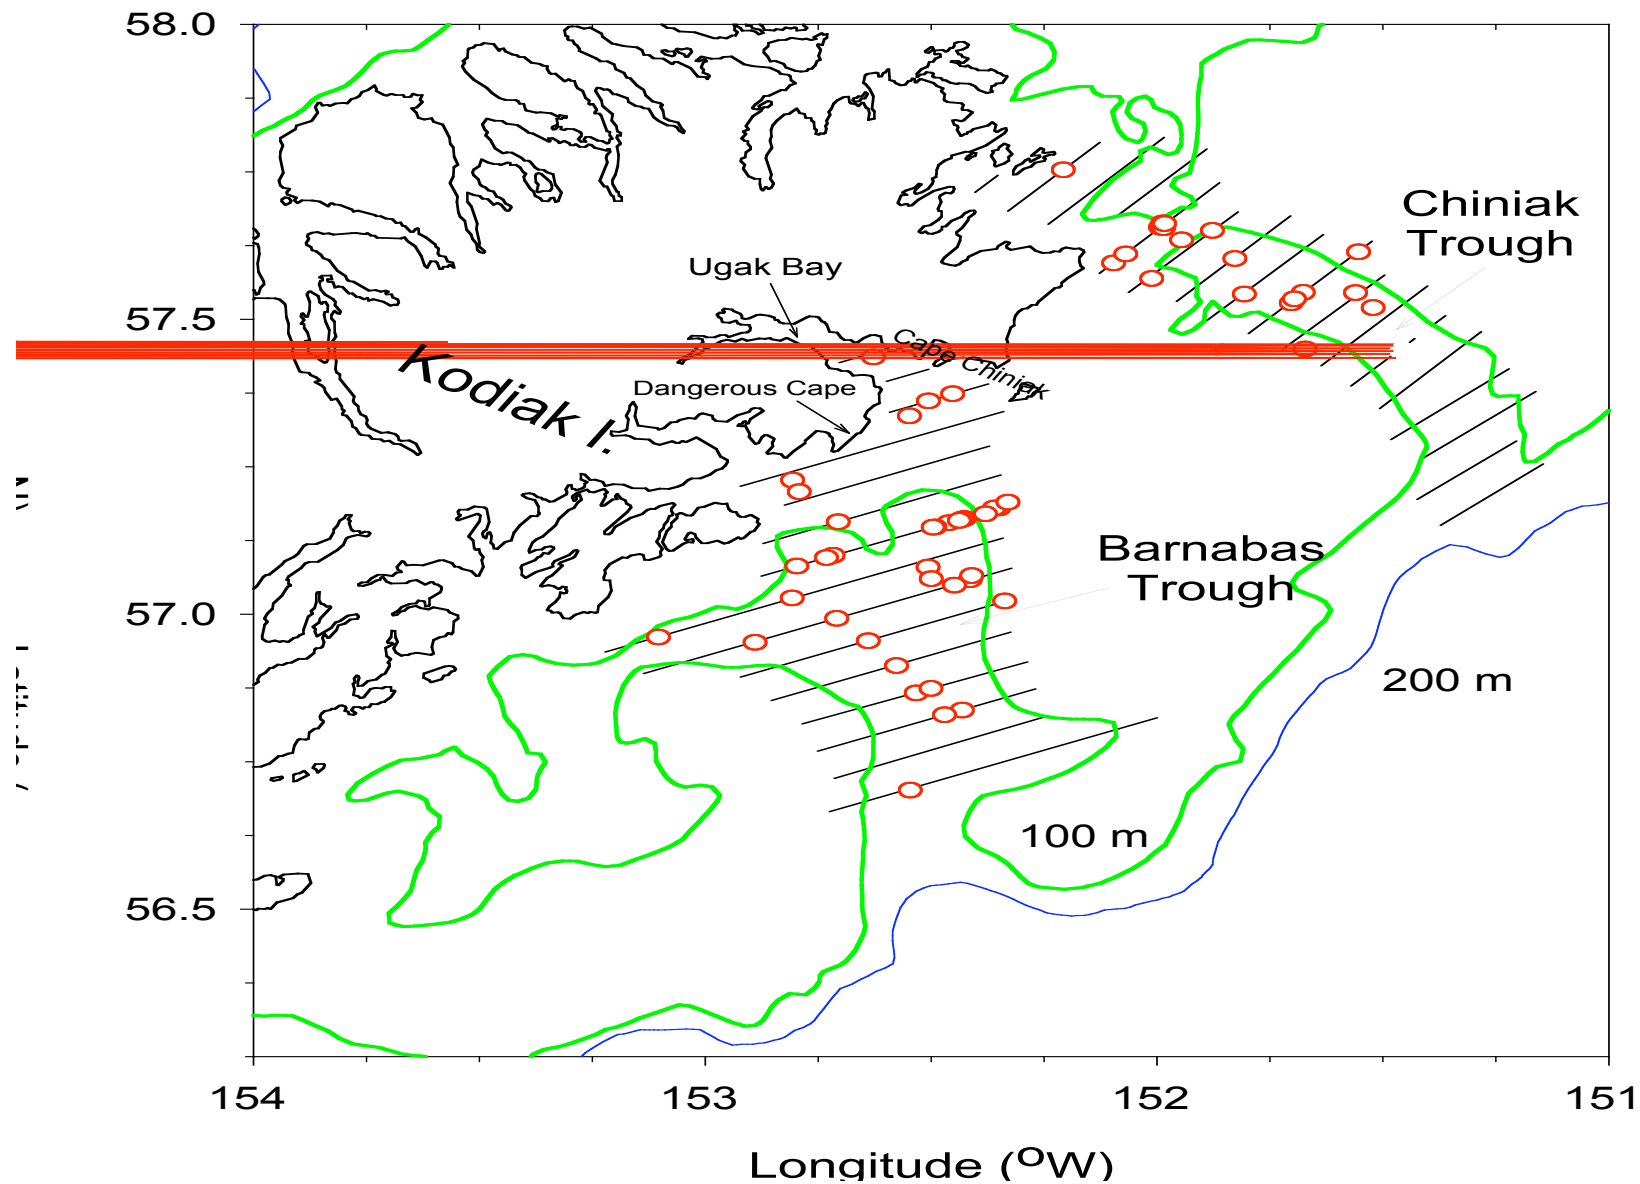 58.0
Chiniak
Trough
Ugak Bay
57.5
Cape Chiniak
Kodiak I.
Dangerous Cape
Barnabas
Trough
57.0
200 m
100 m
56.5
154
153
152
151
Longitude (ºW)